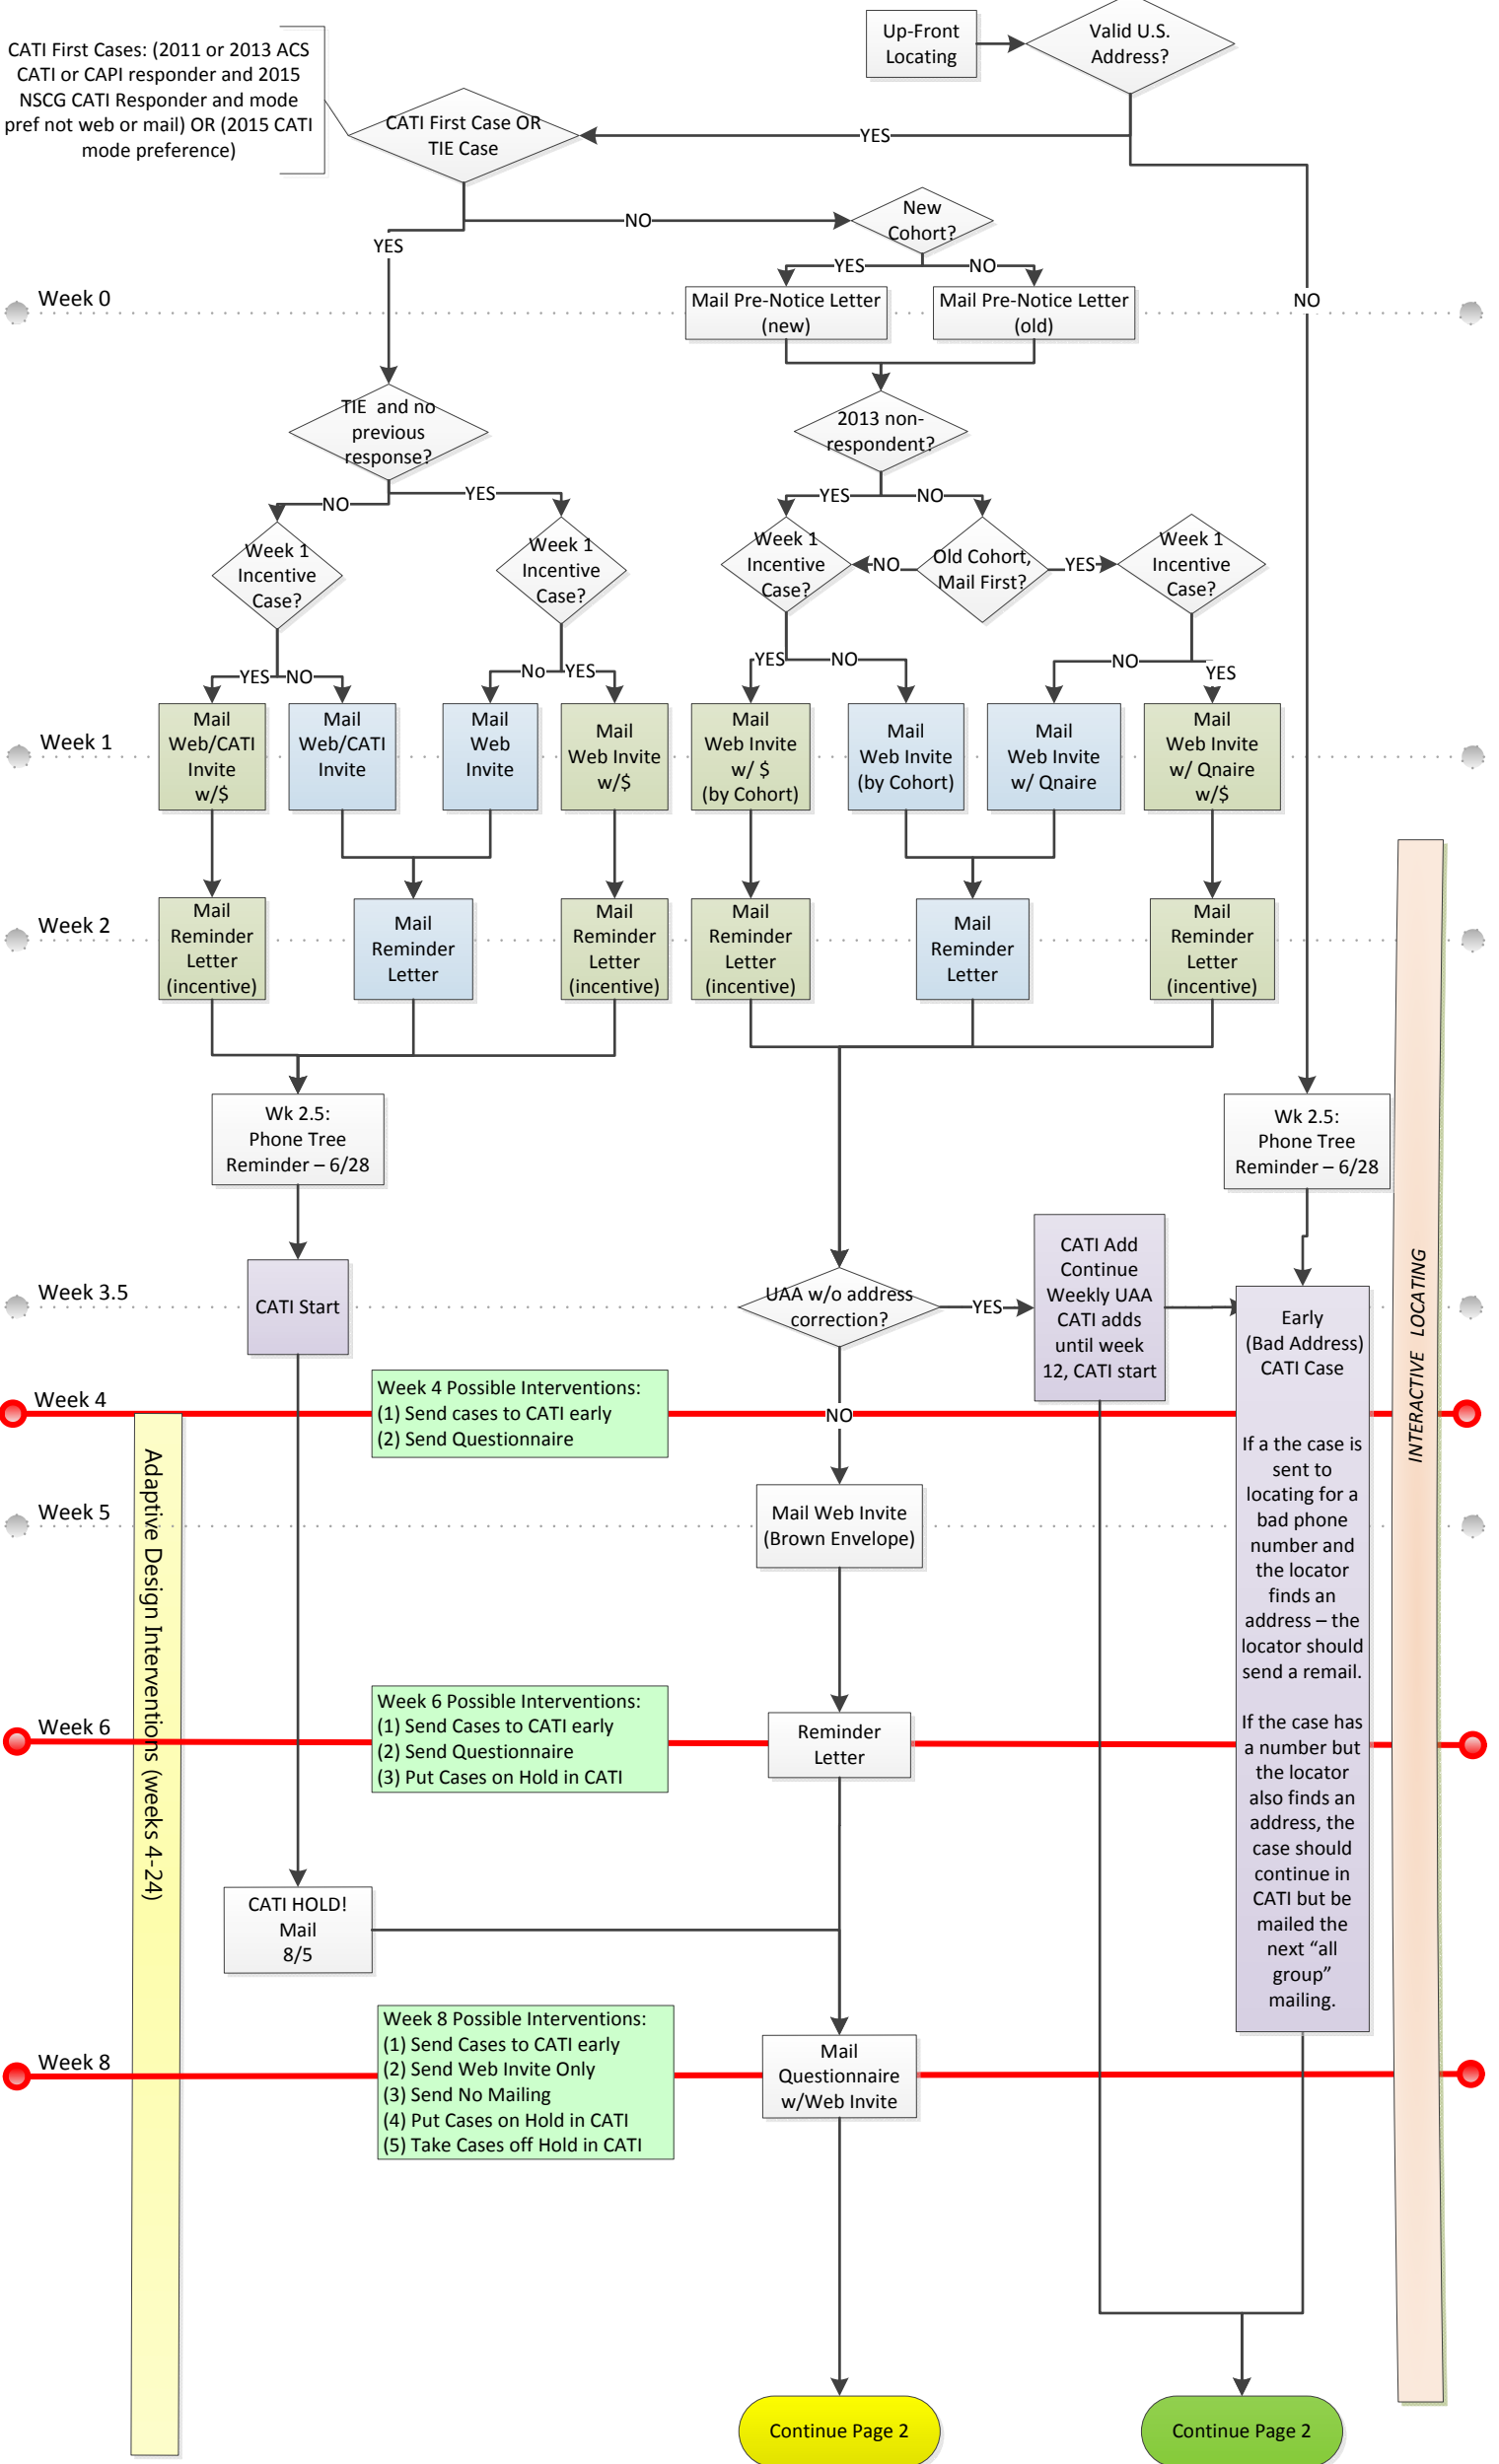 CATI First Cases: (2011 or 2013 ACS
CATI or CAPI responder and 2015
NSCG CATI Responder and mode
pref not web or mail) OR (2015 CATI
mode preference)
Up-Front
Locating
Valid U.S.
Address?
CATI First Case OR
TIE Case
YES
NO
New
Cohort?
YES
YES
NO
Week 0
Mail Pre-Notice Letter
(new)
Mail Pre-Notice Letter
(old)
NO
TIE and no
previous
response?
2013 non-
respondent?
NO
YES
YES
NO
Week 1
Incentive
Case?
Week 1
Incentive
Case?
Week 1
Incentive
Case?
NO
Old Cohort,
Mail First?
YES
Week 1
Incentive
Case?
YES
NO
No
YES
YES
NO
NO
YES
Week 1
Mail
Web/CATI
Invite
w/$
Mail
Web/CATI
Invite
Mail
Web
Invite
Mail
Web Invite
w/$
Mail
Web Invite
w/ $
(by Cohort)
Mail
Web Invite
(by Cohort)
Mail
Web Invite
w/ Qnaire
Mail
Web Invite
w/ Qnaire
w/$
Week 2
Mail
Reminder
Letter
(incentive)
Mail
Reminder
Letter
Mail
Reminder
Letter
(incentive)
Mail
Reminder
Letter
(incentive)
Mail
Reminder
Letter
Mail
Reminder
Letter
(incentive)
Wk 2.5:
Phone Tree
Reminder – 6/28
Wk 2.5:
Phone Tree
Reminder – 6/28
INTERACTIVE LOCATING
Week 3.5
CATI Start
UAA w/o address
correction?
YES
CATI Add
Continue
Weekly UAA
CATI adds
until week
12, CATI start
Early
(Bad Address)
CATI Case
If a the case is
sent to
locating for a
bad phone
number and
the locator
finds an
address – the
locator should
send a remail.
If the case has
a number but
the locator
also finds an
address, the
case should
continue in
CATI but be
mailed the
next “all
group”
mailing.
Week 4
Week 4 Possible Interventions:
(1) Send cases to CATI early
(2) Send Questionnaire
NO
Adaptive Design Interventions (weeks 4-24)
Week 5
Mail Web Invite
(Brown Envelope)
Week 6
Week 6 Possible Interventions:
(1) Send Cases to CATI early
(2) Send Questionnaire
(3) Put Cases on Hold in CATI
Reminder
Letter
CATI HOLD!
Mail
8/5
Week 8
Week 8 Possible Interventions:
(1) Send Cases to CATI early
(2) Send Web Invite Only
(3) Send No Mailing
(4) Put Cases on Hold in CATI
(5) Take Cases off Hold in CATI
Mail
Questionnaire
w/Web Invite
Continue Page 2
Continue Page 2